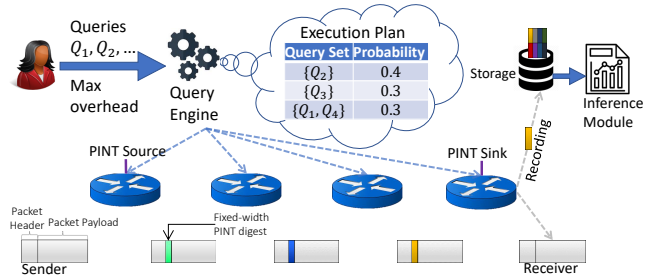 Queries
Q₁, Q₂, ...
Max
overhead
Query
Engine
Execution Plan
Query Set Probability
{Q₂} 0.4
{Q₃} 0.3
{Q₁, Q₄} 0.3
Storage
Inference
Module
Recording
PINT Source
PINT Sink
Packet
Header
Packet Payload
Fixed-width
PINT digest
Sender
Receiver